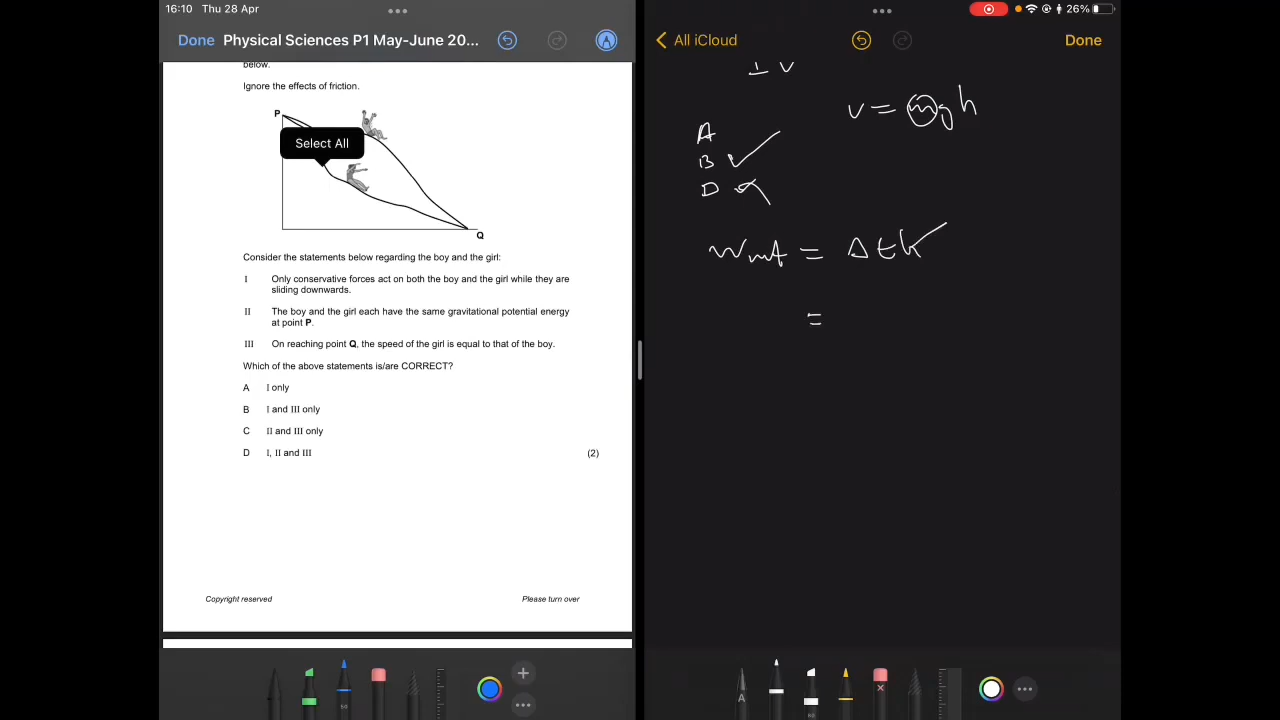 16:10 Thu 28 Apr
26%
Done Physical Sciences P1 May-June 20...
All iCloud
Done
below.
Ignore the effects of friction.
P
Select All
Q
Consider the statements below regarding the boy and the girl:
I Only conservative forces act on both the boy and the girl while they are
sliding downwards.
II The boy and the girl each have the same gravitational potential energy
at point P.
III On reaching point Q, the speed of the girl is equal to that of the boy.
Which of the above statements is/are CORRECT?
A I only
B I and III only
C II and III only
D I, II and III (2)
Copyright reserved Please turn over
I V
v = mgh
A
B ✓
D
Wnet = ΔEk
=
A